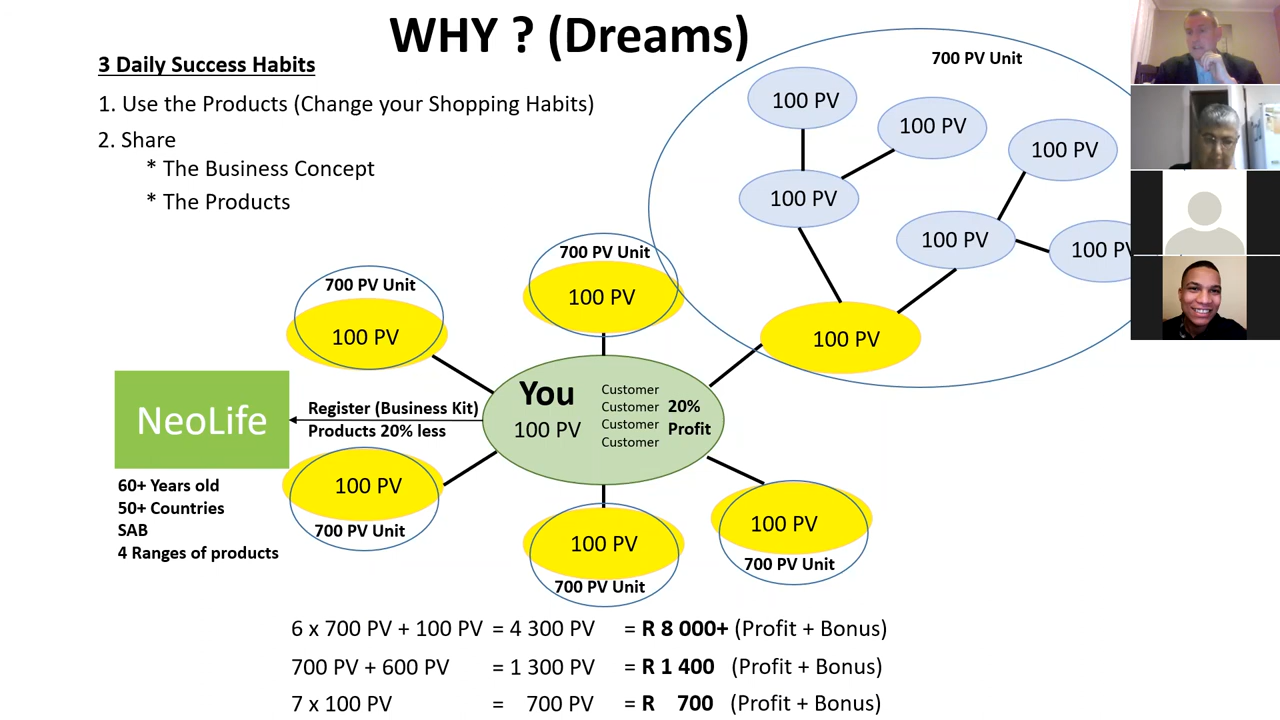 WHY ? (Dreams)
3 Daily Success Habits
1. Use the Products (Change your Shopping Habits)
2. Share
* The Business Concept
* The Products
700 PV Unit
100 PV
100 PV
100 PV
100 PV
100 PV
100 PV
100 PV
700 PV Unit
100 PV
700 PV Unit
100 PV
You
100 PV
Customer
Customer
Customer
Customer
20%
Profit
NeoLife
Register (Business Kit)
Products 20% less
60+ Years old
50+ Countries
SAB
4 Ranges of products
100 PV
700 PV Unit
100 PV
700 PV Unit
100 PV
700 PV Unit
6 x 700 PV + 100 PV = 4 300 PV = R 8 000+ (Profit + Bonus)
700 PV + 600 PV = 1 300 PV = R 1 400 (Profit + Bonus)
7 x 100 PV = 700 PV = R 700 (Profit + Bonus)